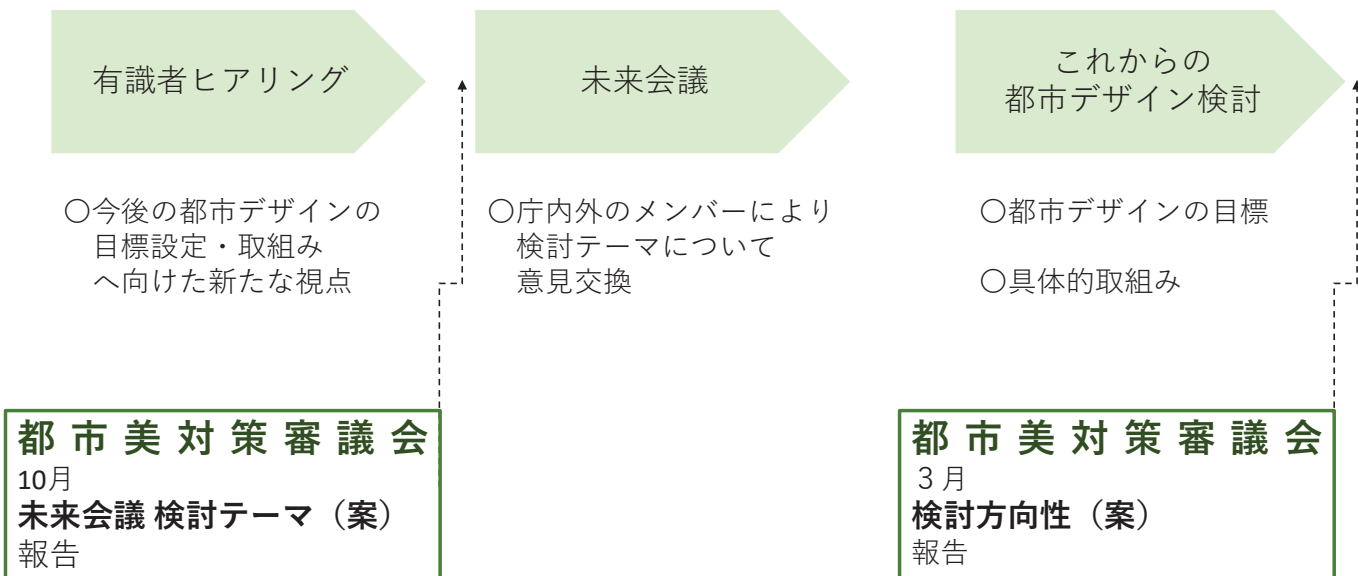 有識者ヒアリング
未来会議
これからの
都市デザイン検討
〇今後の都市デザインの
目標設定・取組み
へ向けた新たな視点
〇庁内外のメンバーにより
検討テーマについて
意見交換
〇都市デザインの目標
〇具体的取組み
都市美対策審議会
10月
未来会議 検討テーマ（案）
報告
都市美対策審議会
３月
検討方向性（案）
報告